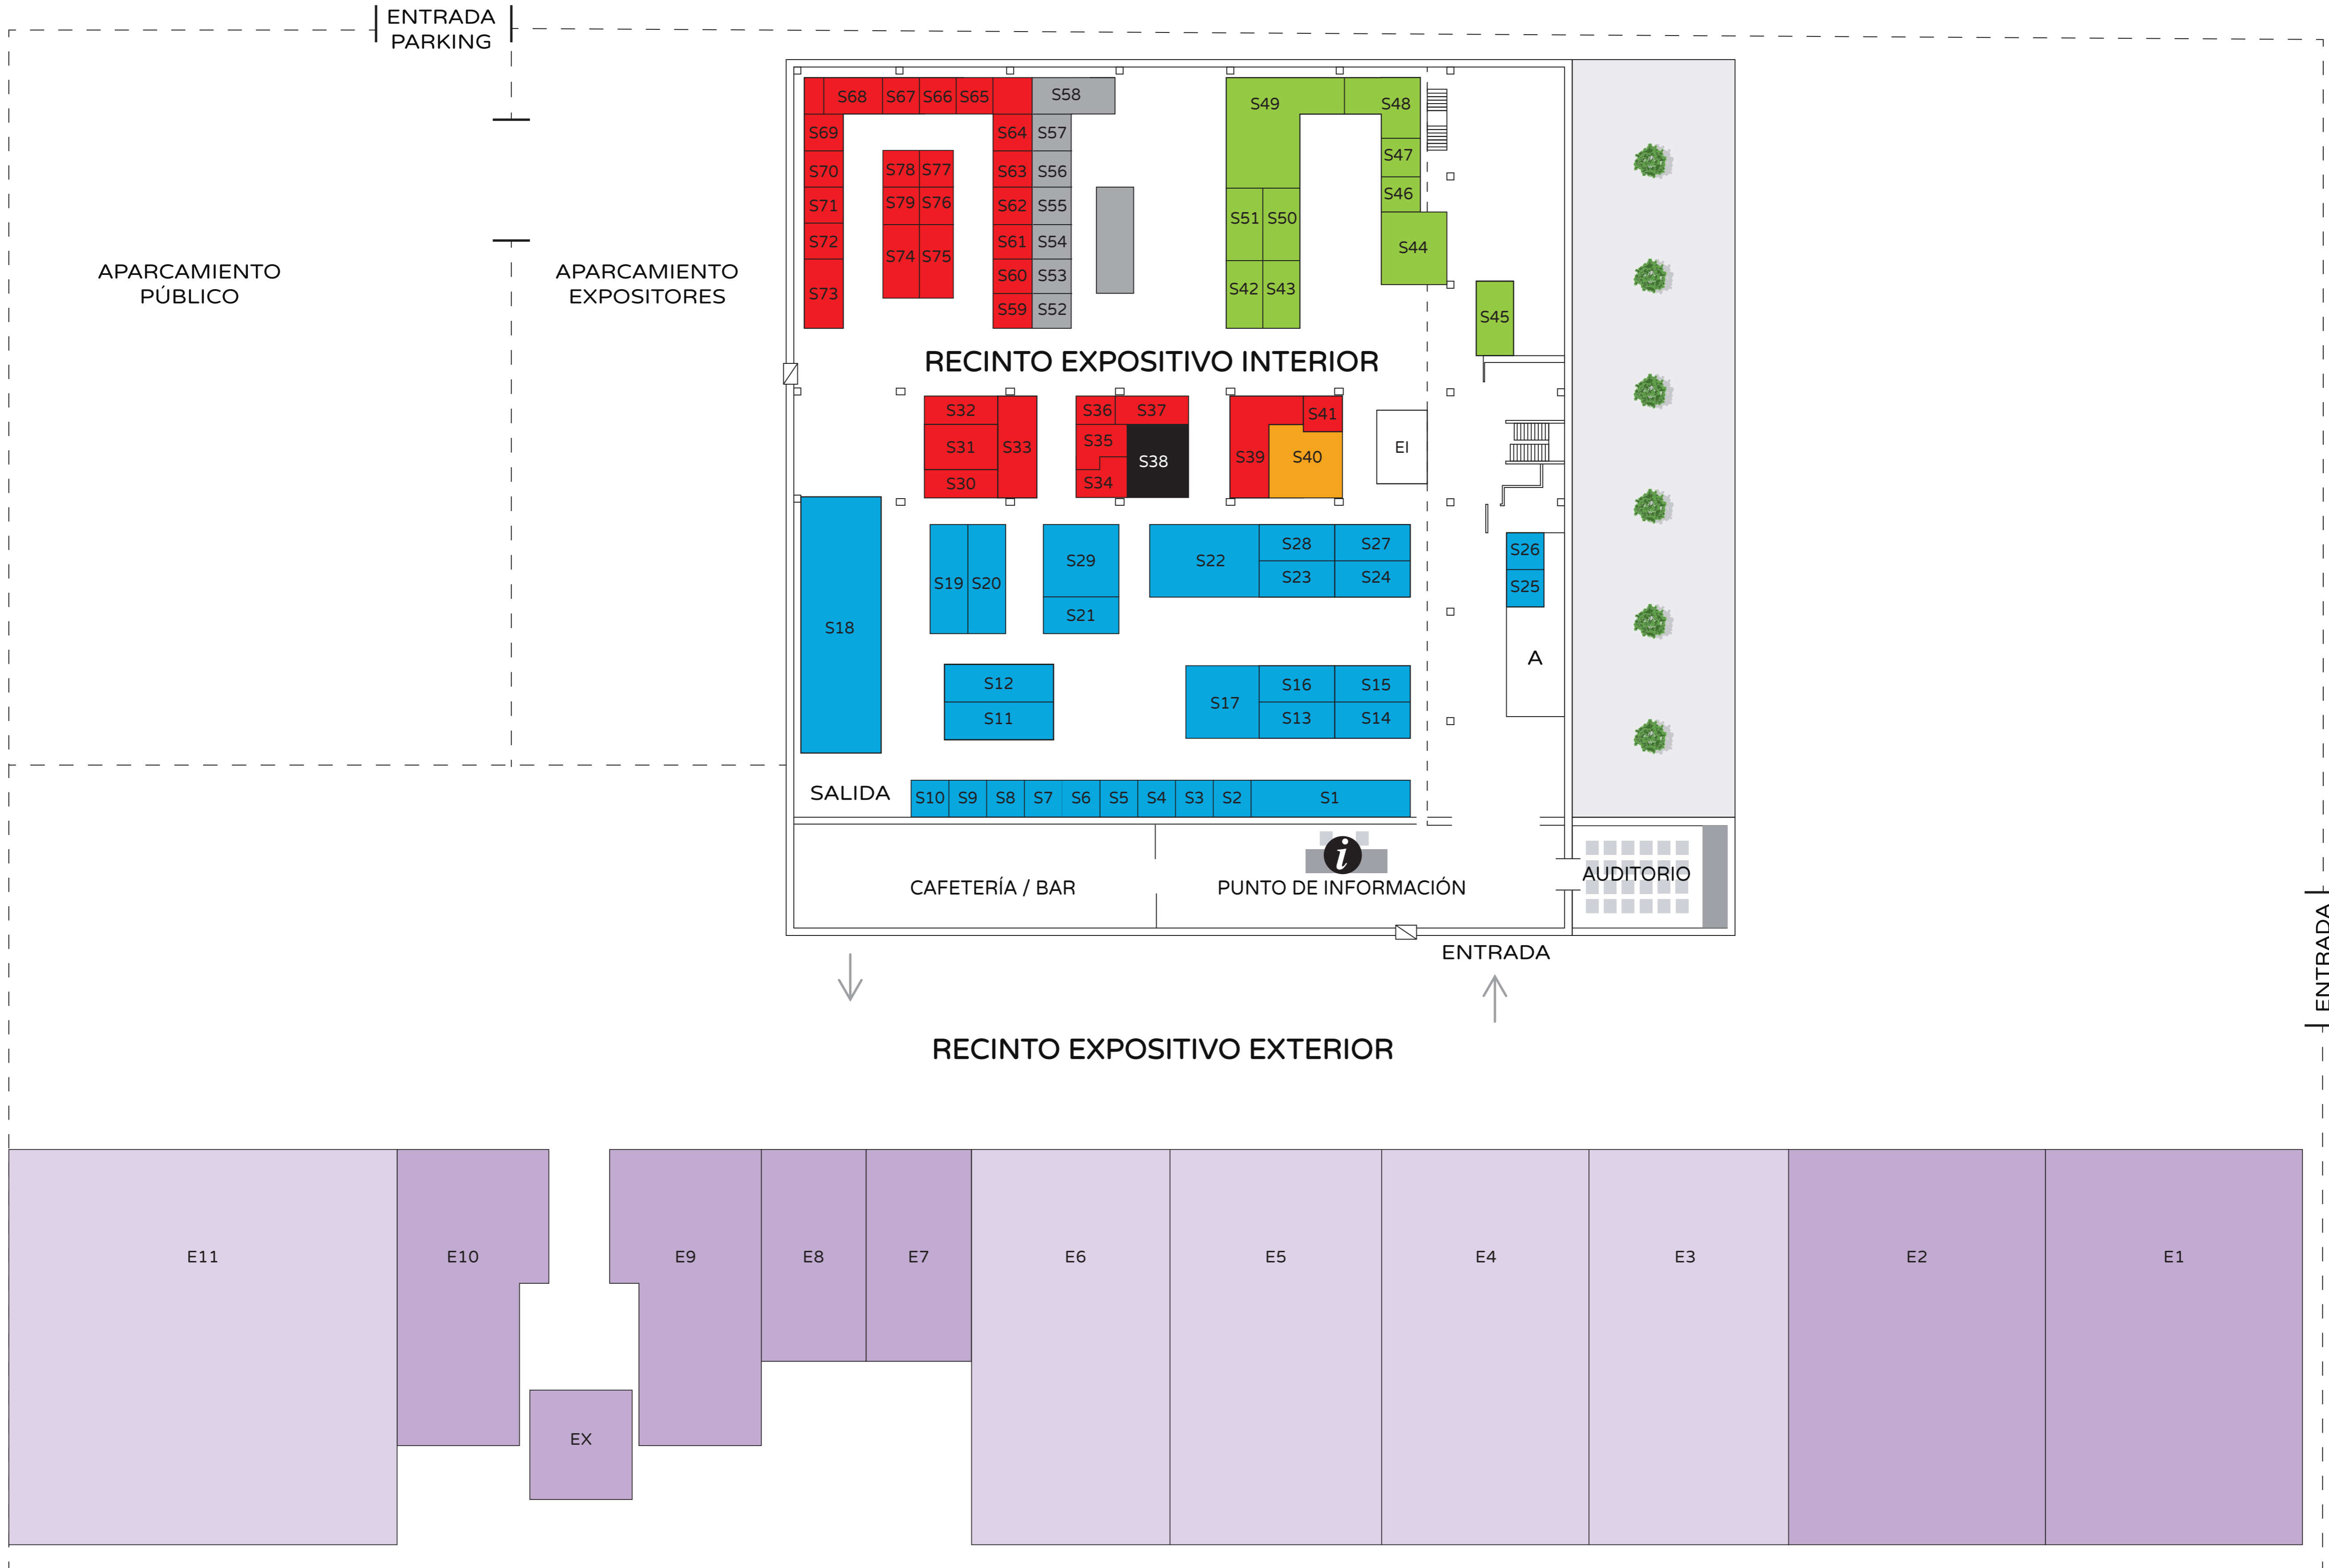 ENTRADA
PARKING
APARCAMIENTO
PÚBLICO
APARCAMIENTO
EXPOSITORES
S68 S67 S66 S65 S58
S69 S64 S57
S70 S78 S77 S63 S56
S71 S79 S76 S62 S55
S72 S74 S75 S61 S54
S60 S53
S73 S59 S52
S49 S48
S47
S46
S51 S50 S44
S42 S43
S45
RECINTO EXPOSITIVO INTERIOR
S32 S36 S37 S41
S31 S33 S35 S38 S39 S40 EI
S30 S34
S18
S19 S20 S29 S22 S28 S27
S23 S24
S21
S26
S25
A
S12 S17 S16 S15
S11 S13 S14
SALIDA
S10 S9 S8 S7 S6 S5 S4 S3 S2 S1
i
CAFETERÍA / BAR
PUNTO DE INFORMACIÓN
AUDITORIO
ENTRADA
ENTRADA
RECINTO EXPOSITIVO EXTERIOR
E11 E10 E9 E8 E7 E6 E5 E4 E3 E2 E1
EX